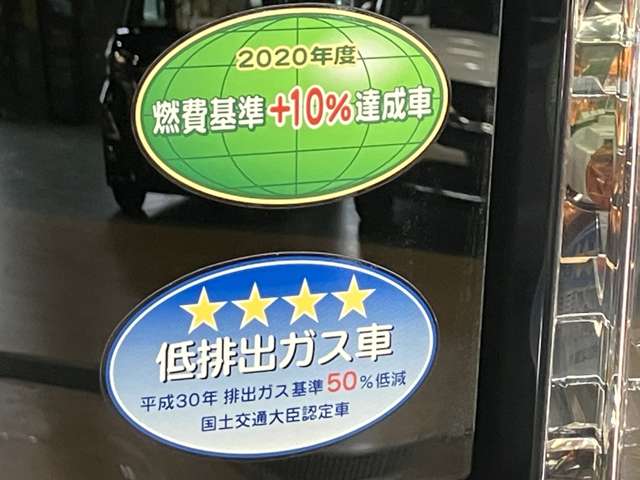 2020年度
燃費基準+10%達成車
低排出ガス車
平成30年 排出ガス基準50%低減
国土交通大臣認定車